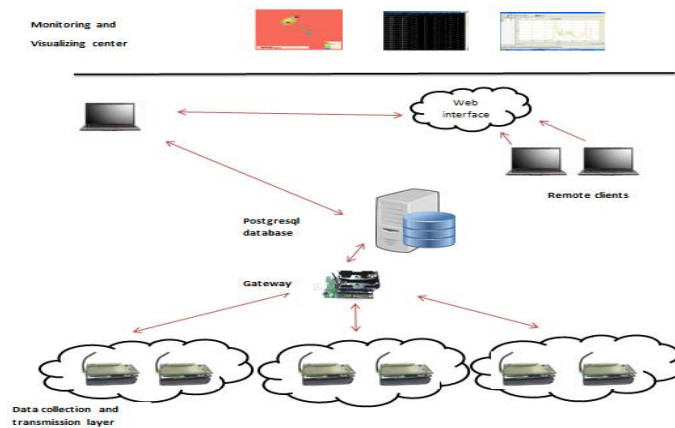 Monitoring and
Visualizing center
Web
interface
Remote clients
Postgresql
database
Gateway
Data collection and
transmission layer